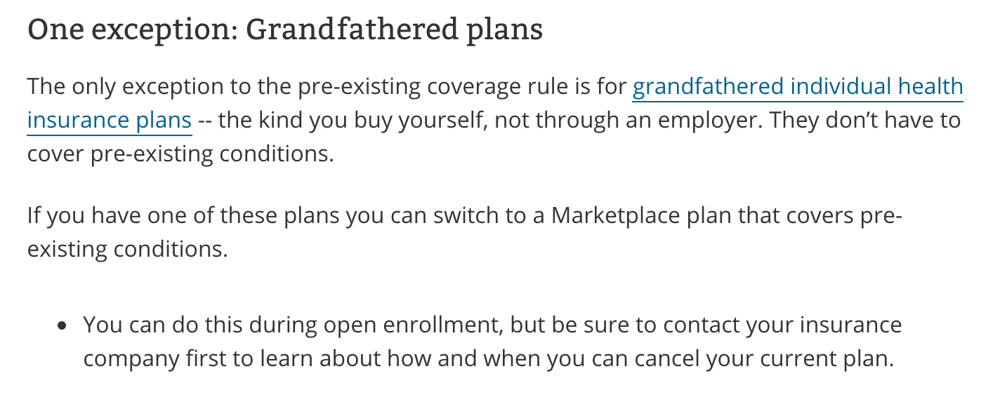 One exception: Grandfathered plans
The only exception to the pre-existing coverage rule is for grandfathered individual health
insurance plans -- the kind you buy yourself, not through an employer. They don’t have to
cover pre-existing conditions.
If you have one of these plans you can switch to a Marketplace plan that covers pre-
existing conditions.
• You can do this during open enrollment, but be sure to contact your insurance
company first to learn about how and when you can cancel your current plan.